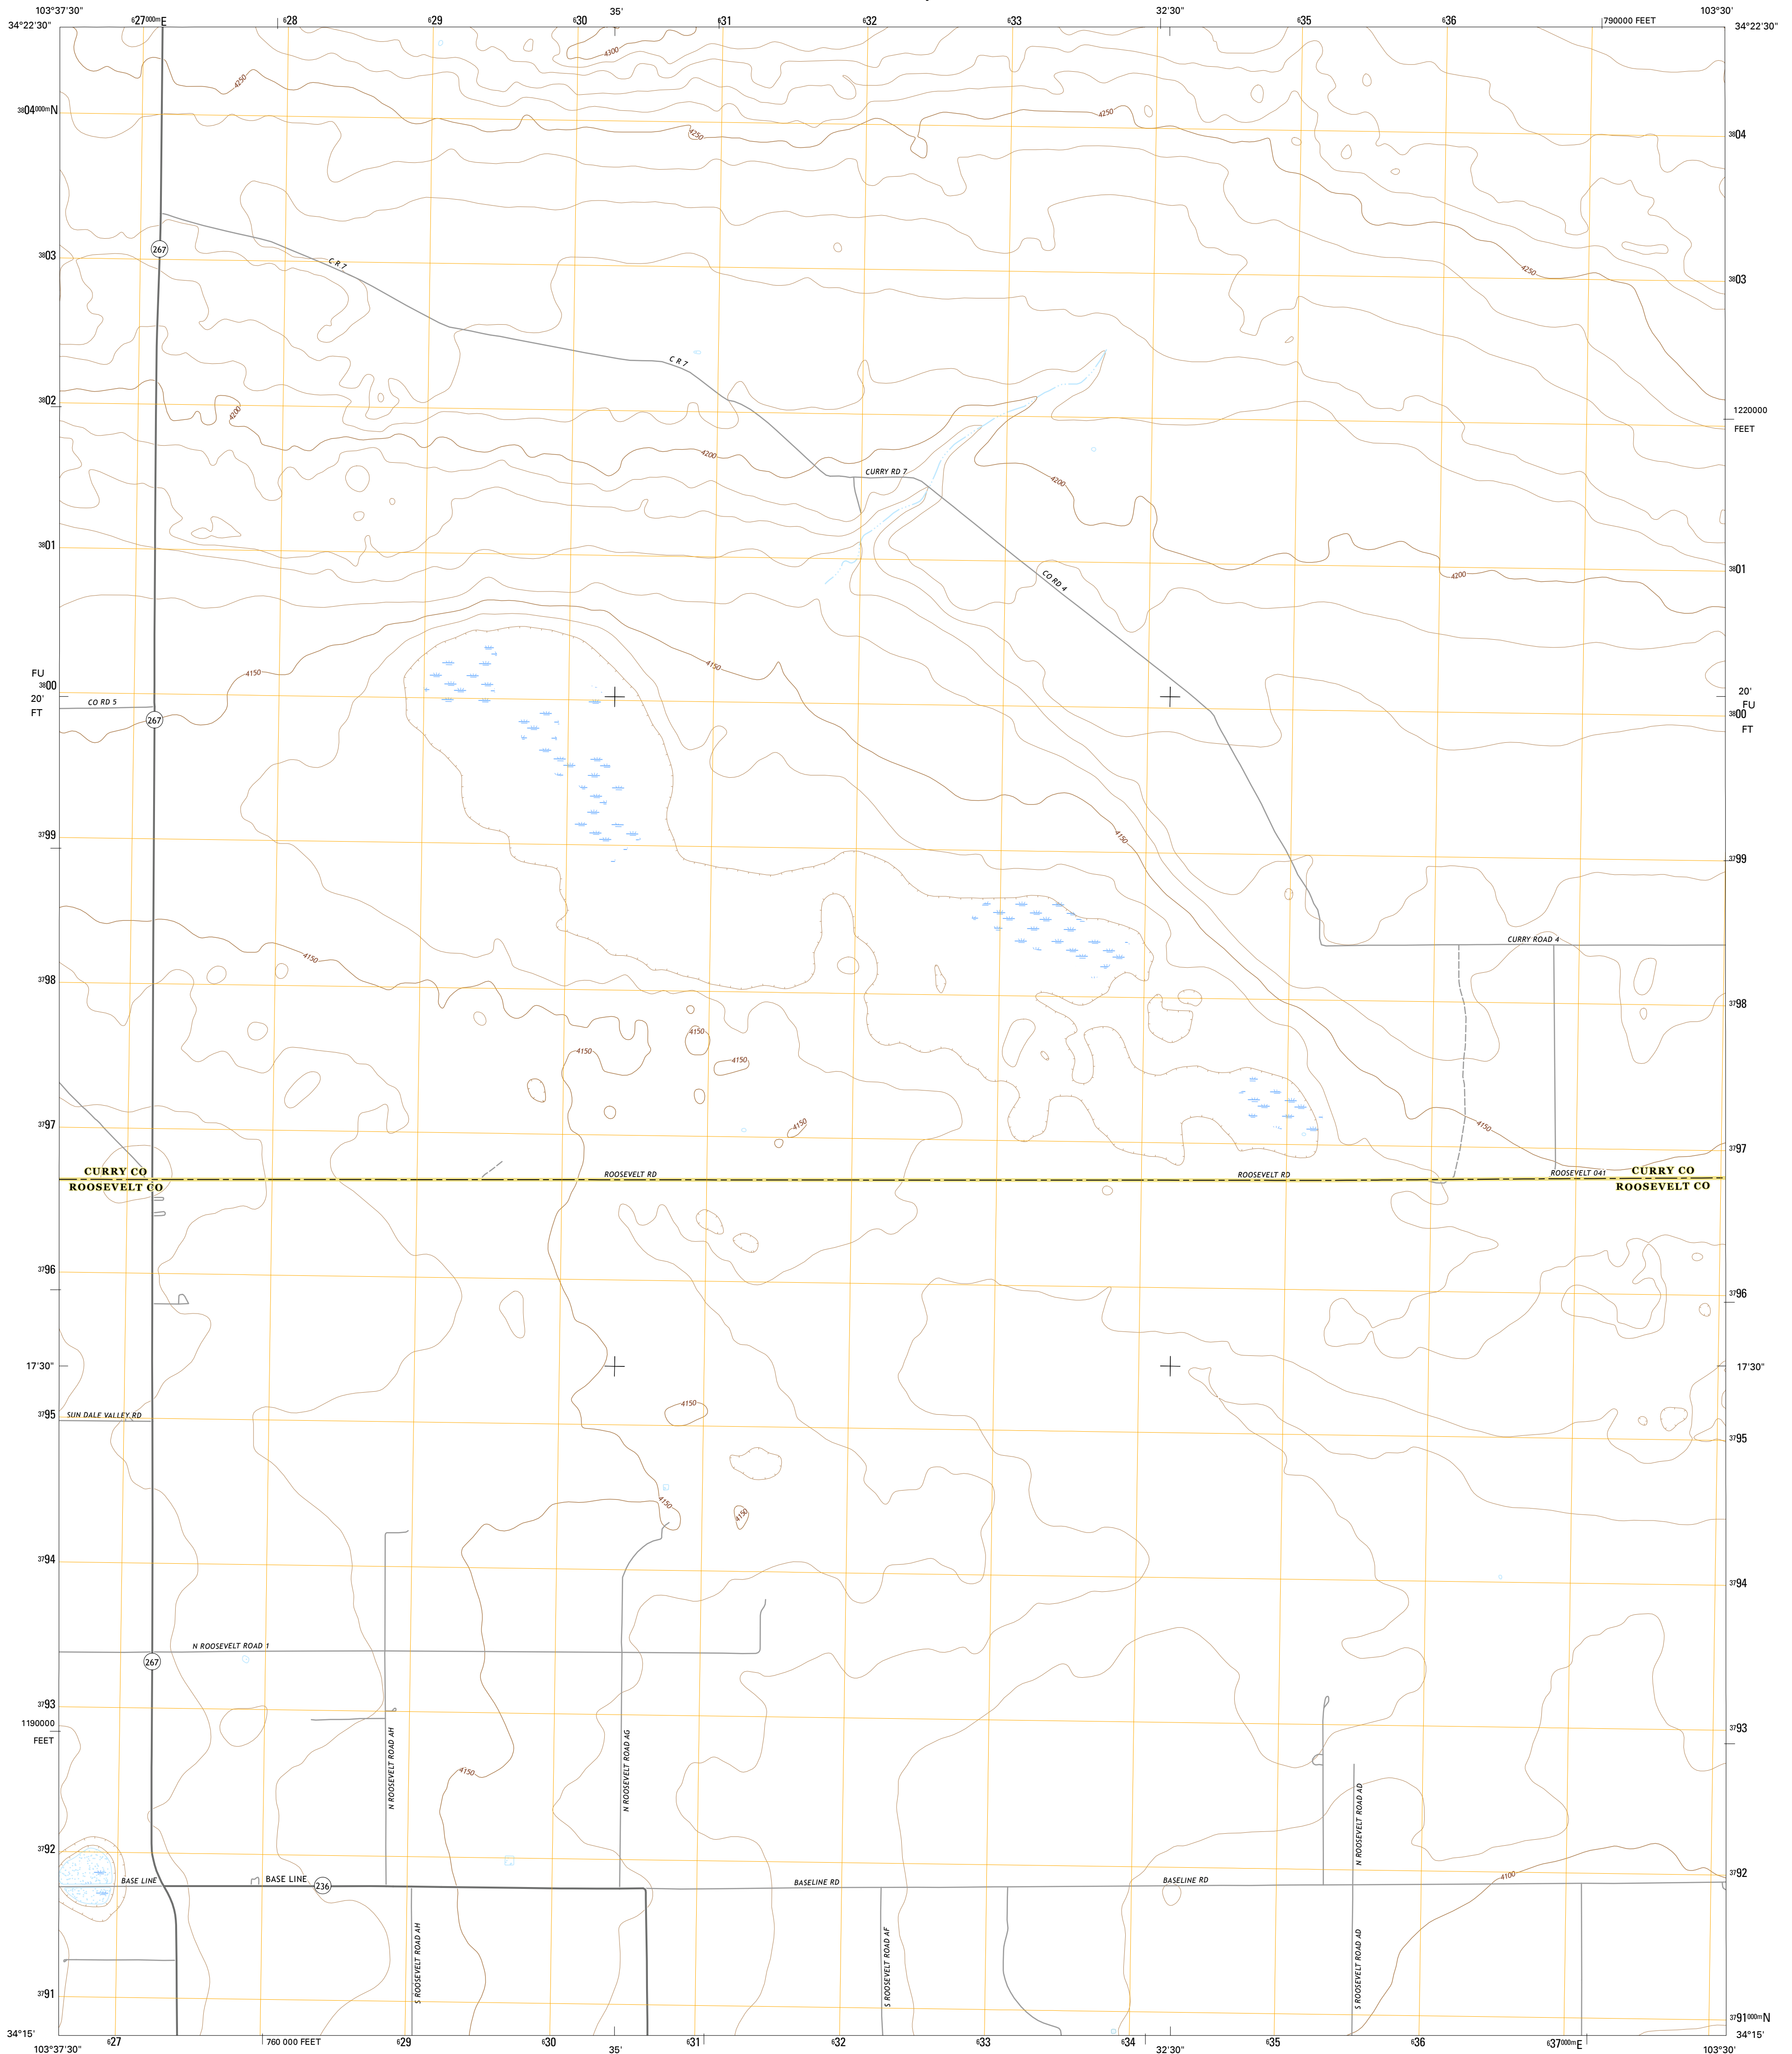 103°37'30"
34°22'30"
⁶27⁰⁰⁰ᵐE
⁶28
⁶29
⁶30
35'
⁶31
⁶32
⁶33
32'30"
⁶35
⁶36
790000 FEET
103°30'
34°22'30"
4300
4250
4250
4250
³⁸04⁰⁰⁰ᵐN
³⁸04
267
C R 7
4250
³⁸03
³⁸03
C R 7
³⁸02
4200
1220000
FEET
4200
CURRY RD 7
4200
³⁸01
³⁸01
CO RD 4
4200
4150
4150
FU
³⁸00
20'
FT
CO RD 5
267
20'
FU
³⁸00
FT
³⁷99
4150
³⁷99
CURRY ROAD 4
4150
³⁷98
³⁷98
4150
4150
4150
³⁷97
4150
4150
³⁷97
CURRY CO
ROOSEVELT CO
ROOSEVELT RD
ROOSEVELT RD
ROOSEVELT 041
CURRY CO
ROOSEVELT CO
³⁷96
³⁷96
17'30"
17'30"
4150
SUN DALE VALLEY RD
³⁷95
³⁷95
4150
4150
³⁷94
³⁷94
N ROOSEVELT ROAD 1
267
³⁷93
1190000
FEET
³⁷93
N ROOSEVELT ROAD AH
4150
N ROOSEVELT ROAD AG
N ROOSEVELT ROAD AD
³⁷92
³⁷92
4100
BASE LINE
BASE LINE
236
BASELINE RD
BASELINE RD
S ROOSEVELT ROAD AH
S ROOSEVELT ROAD AF
S ROOSEVELT ROAD AD
³⁷91
³⁷91⁰⁰⁰ᵐN
34°15'
34°15'
103°37'30"
⁶27
760 000 FEET
⁶29
⁶30
35'
⁶31
⁶32
⁶33
⁶34
32'30"
⁶35
⁶36
⁶37⁰⁰⁰ᵐE
103°30'